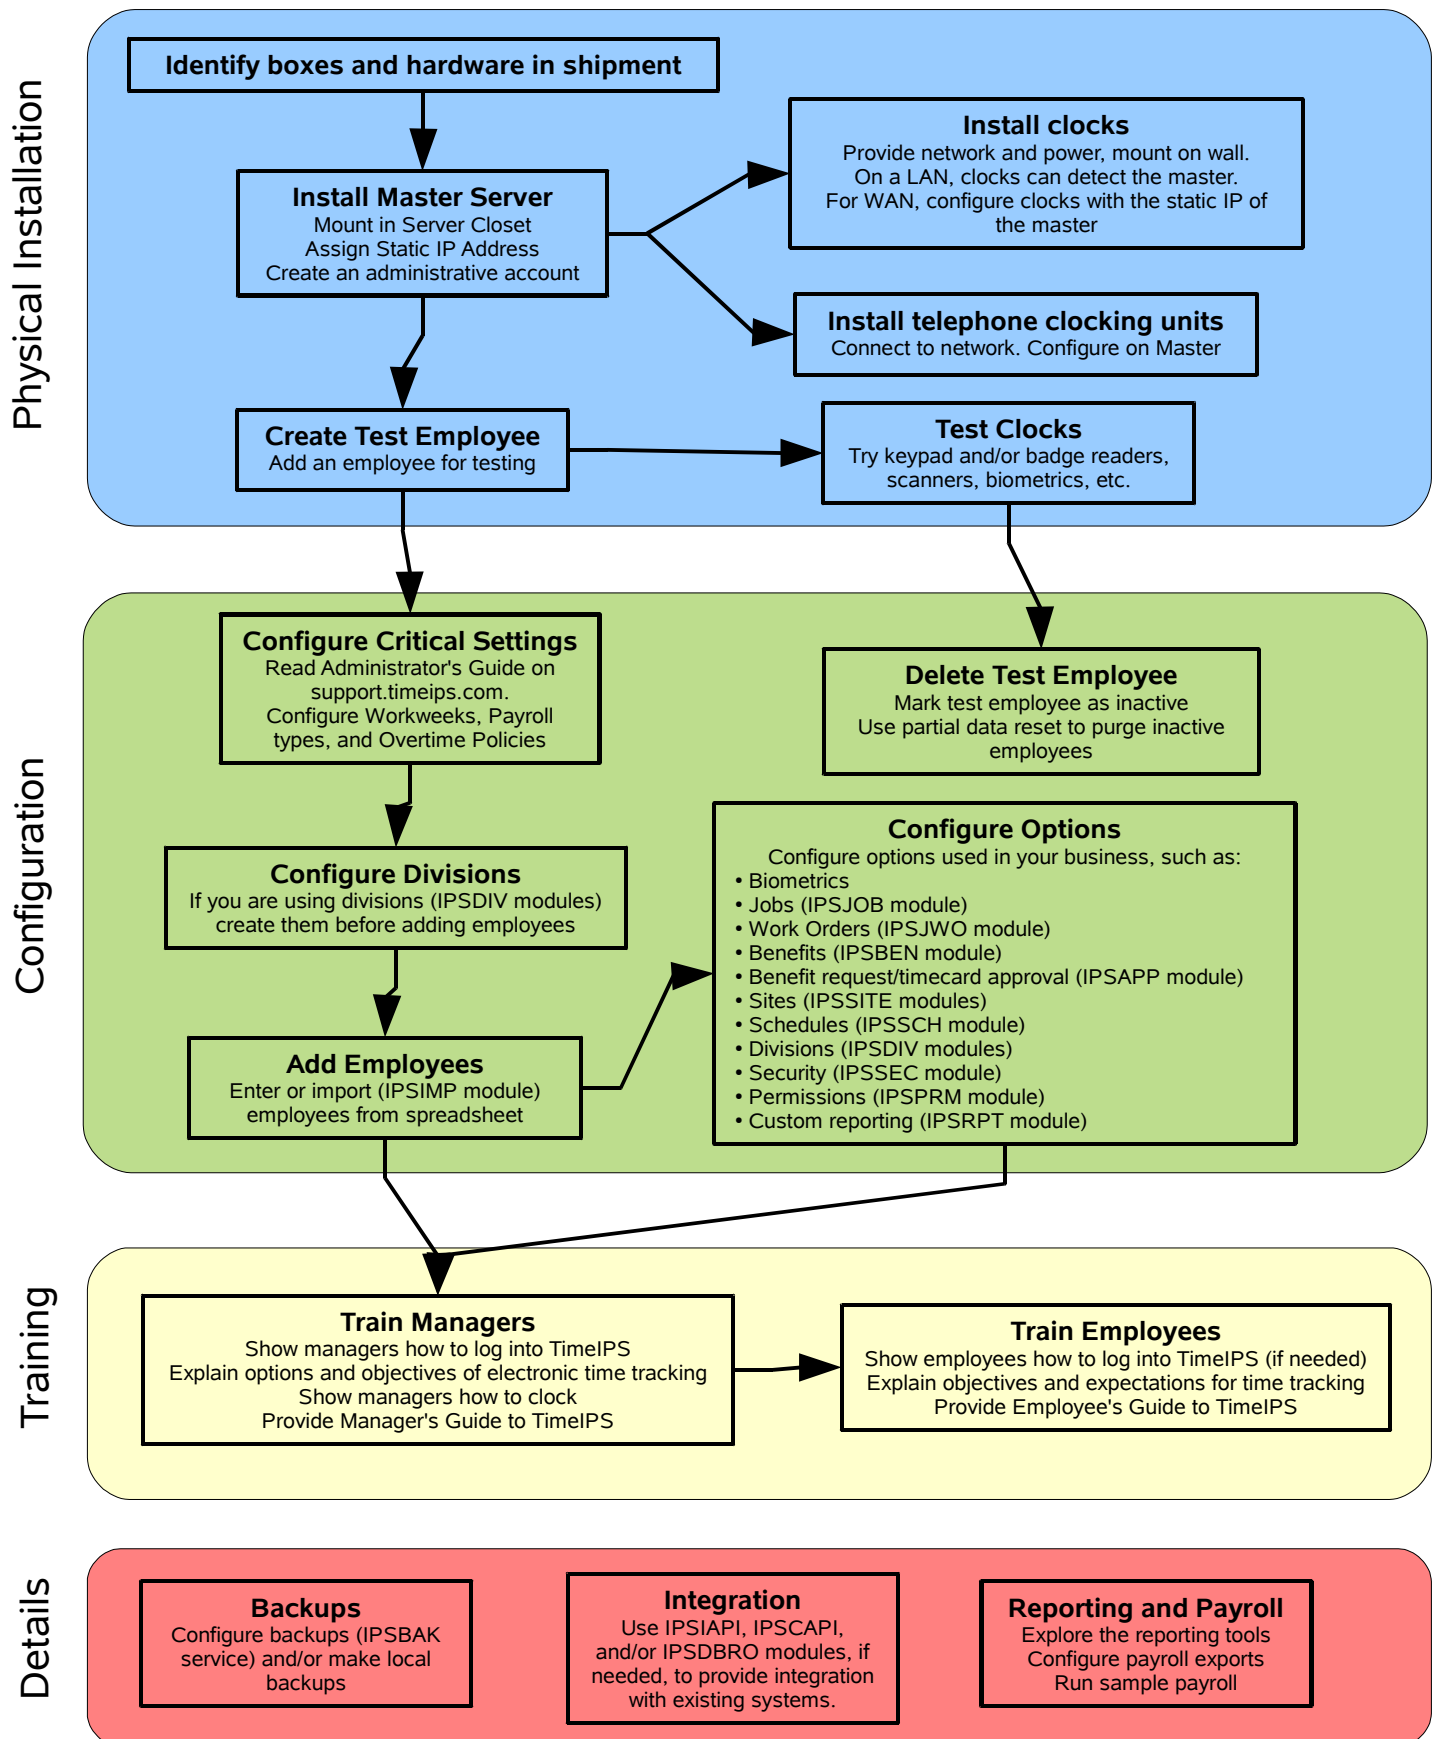 Physical Installation
Identify boxes and hardware in shipment
Install Master Server
Mount in Server Closet
Assign Static IP Address
Create an administrative account
Install clocks
Provide network and power, mount on wall.
On a LAN, clocks can detect the master.
For WAN, configure clocks with the static IP of
the master
Install telephone clocking units
Connect to network. Configure on Master
Create Test Employee
Add an employee for testing
Test Clocks
Try keypad and/or badge readers,
scanners, biometrics, etc.
Configuration
Configure Critical Settings
Read Administrator's Guide on
support.timeips.com.
Configure Workweeks, Payroll
types, and Overtime Policies
Delete Test Employee
Mark test employee as inactive
Use partial data reset to purge inactive
employees
Configure Divisions
If you are using divisions (IPSDIV modules)
create them before adding employees
Add Employees
Enter or import (IPSIMP module)
employees from spreadsheet
Configure Options
Configure options used in your business, such as:
• Biometrics
• Jobs (IPSJOB module)
• Work Orders (IPSJWO module)
• Benefits (IPSBEN module)
• Benefit request/timecard approval (IPSAPP module)
• Sites (IPSSITE modules)
• Schedules (IPSSCH module)
• Divisions (IPSDIV modules)
• Security (IPSSEC module)
• Permissions (IPSPRM module)
• Custom reporting (IPSRPT module)
Training
Train Managers
Show managers how to log into TimeIPS
Explain options and objectives of electronic time tracking
Show managers how to clock
Provide Manager's Guide to TimeIPS
Train Employees
Show employees how to log into TimeIPS (if needed)
Explain objectives and expectations for time tracking
Provide Employee's Guide to TimeIPS
Details
Backups
Configure backups (IPSBAK
service) and/or make local
backups
Integration
Use IPSIAPI, IPSCAPI,
and/or IPSDBRO modules, if
needed, to provide integration
with existing systems.
Reporting and Payroll
Explore the reporting tools
Configure payroll exports
Run sample payroll